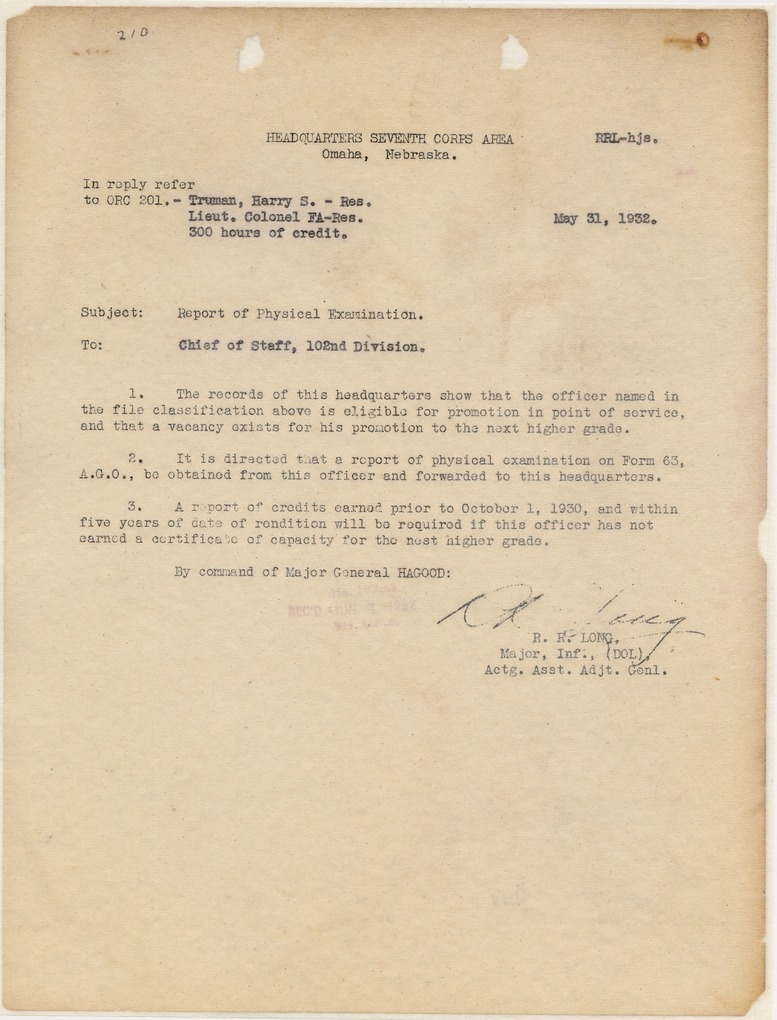 210
HEADQUARTERS SEVENTH CORPS AREA RRL-hjs.
Omaha, Nebraska.
In reply refer
to ORC 201.- Truman, Harry S. - Res.
Lieut. Colonel FA-Res. May 31, 1932.
300 hours of credit.
Subject: Report of Physical Examination.
To: Chief of Staff, 102nd Division.
1. The records of this headquarters show that the officer named in
the file classification above is eligible for promotion in point of service,
and that a vacancy exists for his promotion to the next higher grade.
2. It is directed that a report of physical examination on Form 63,
A.G.O., be obtained from this officer and forwarded to this headquarters.
3. A report of credits earned prior to October 1, 1930, and within
five years of date of rendition will be required if this officer has not
earned a certificate of capacity for the next higher grade.
By command of Major General HAGOOD:
REC'D 1932
R R Long
R. R. LONG,
Major, Inf., (DOL),
Actg. Asst. Adjt. Genl.